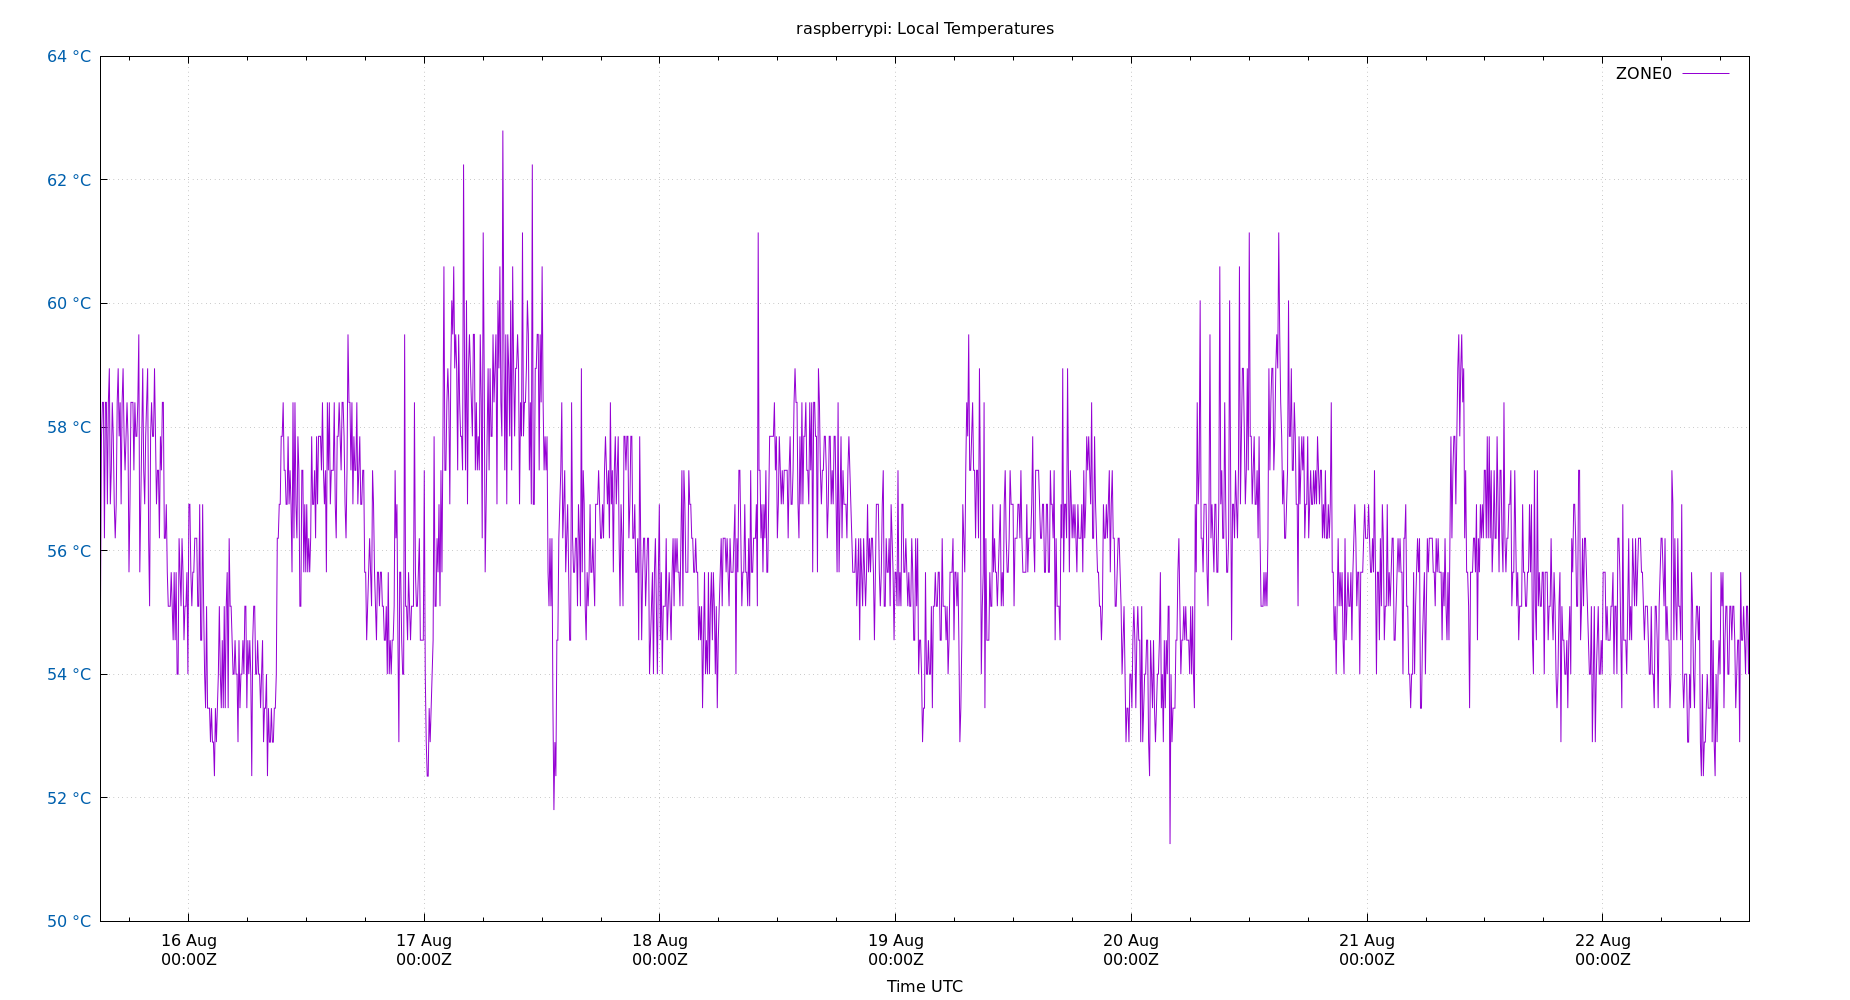 raspberrypi: Local Temperatures
64 °C
ZONE0
62 °C
60 °C
58 °C
56 °C
54 °C
52 °C
50 °C
16 Aug 17 Aug 18 Aug 19 Aug 20 Aug 21 Aug 22 Aug
00:00Z 00:00Z 00:00Z 00:00Z 00:00Z 00:00Z 00:00Z
Time UTC